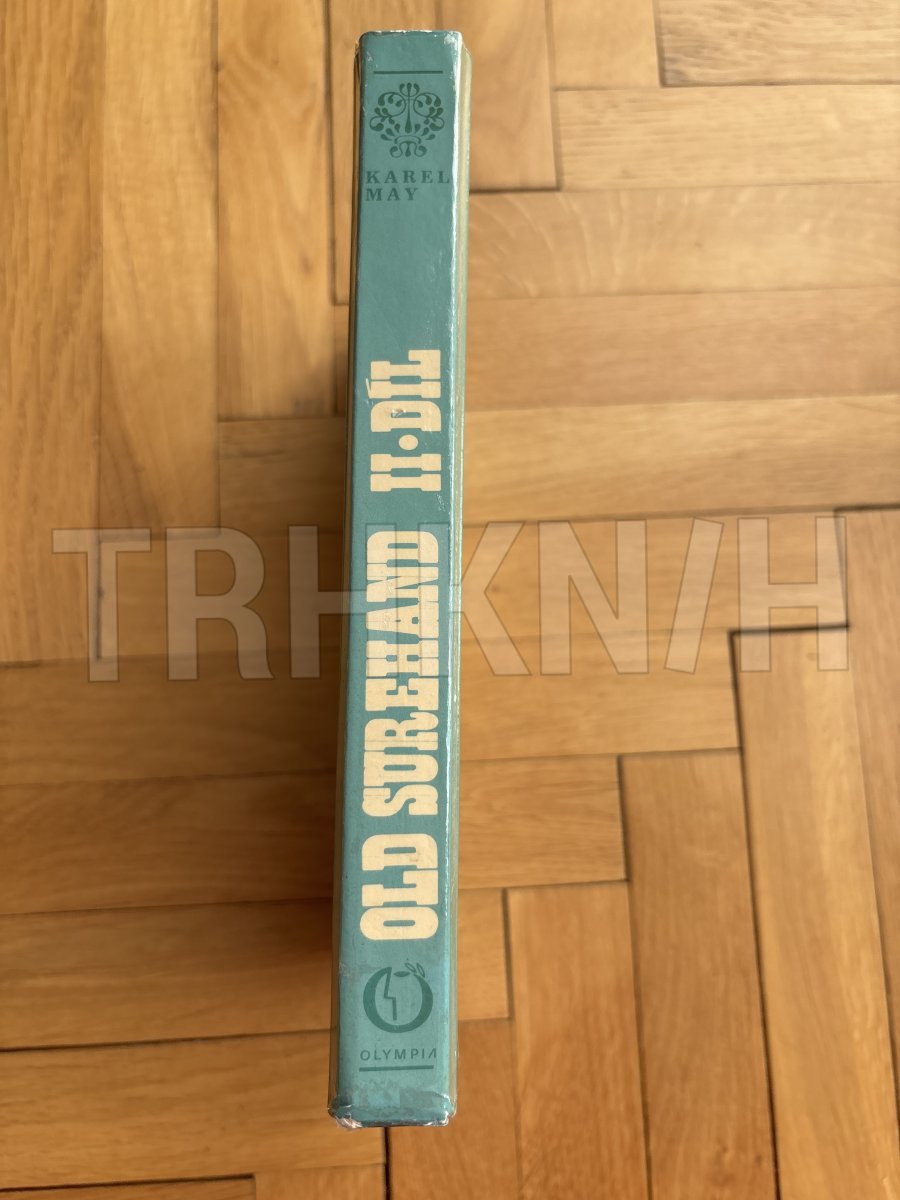 KAREL
MAY
OLD SUREHAND II • DÍL
OLYMPIA
TRHKNIH